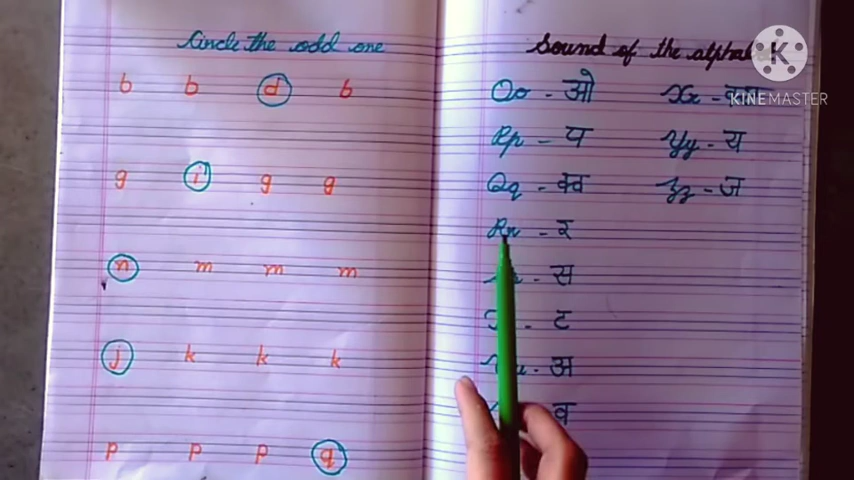 Circle the odd one
b b d b
g i g g
n m m m
j k k k
p p p q
Sound of the alphabet
Oo - ओ
Pp - प
Qq - क्व
Rr - र
- स
- ट
- अ
व
Xx -
Yy - य
Zz - ज
K
KINEMASTER